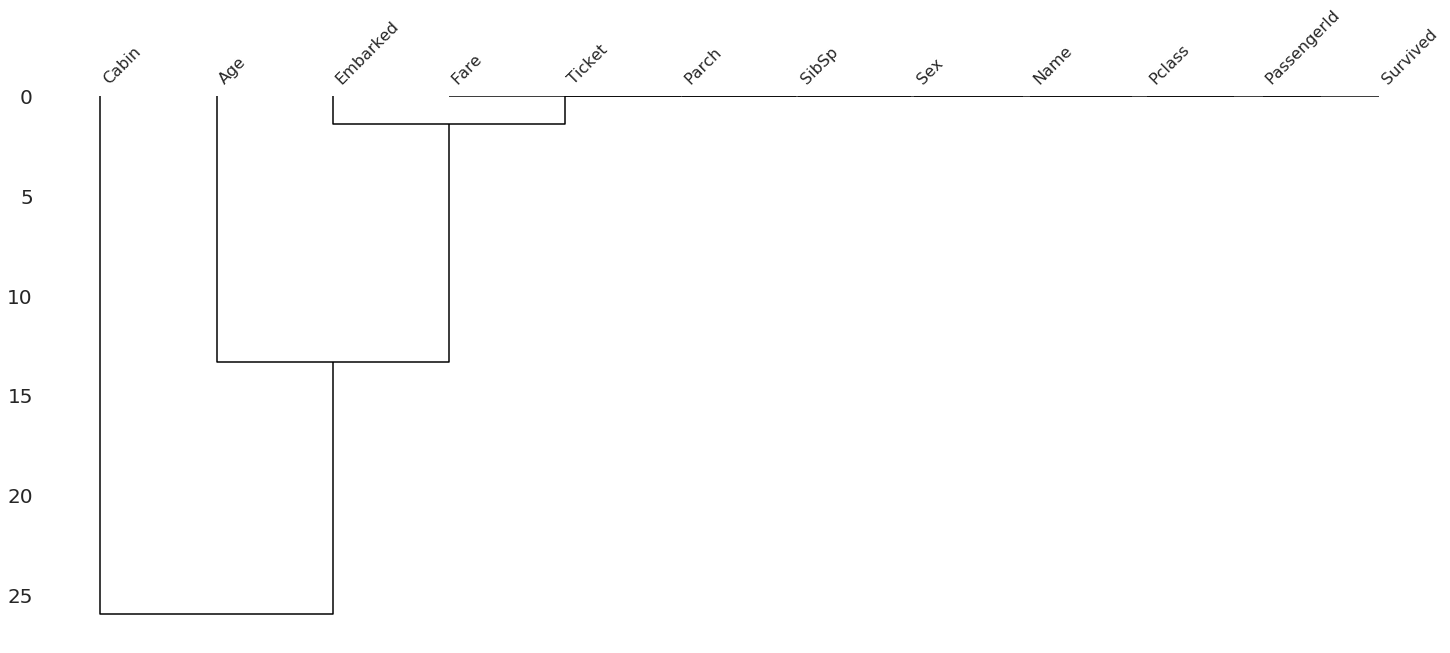 Cabin
Age
Embarked
Fare
Ticket
Parch
SibSp
Sex
Name
Pclass
PassengerId
Survived
0
5
10
15
20
25